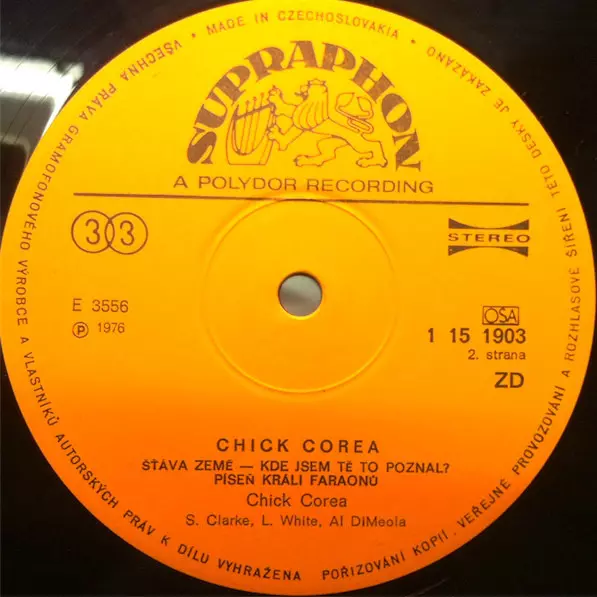 • MADE IN CZECHOSLOVAKIA •
VŠECHNA PRÁVA GRAMOFONOVÉHO VÝROBCE A VLASTNÍKŮ AUTORSKÝCH PRÁV K DÍLU VYHRAŽENA
POŘIZOVÁNÍ KOPIÍ, VEŘEJNÉ PROVOZOVÁNÍ A ROZHLASOVÉ ŠÍŘENÍ TÉTO DESKY JE ZAKÁZÁNO
SUPRAPHON
A POLYDOR RECORDING
33
STEREO
E 3556
Ⓟ 1976
OSA
1 15 1903
2. strana
ZD
CHICK COREA
ŠŤÁVA ZEMĚ — KDE JSEM TĚ TO POZNAL?
PÍSEŇ KRÁLI FARAONŮ
Chick Corea
S. Clarke, L. White, Al DiMeola